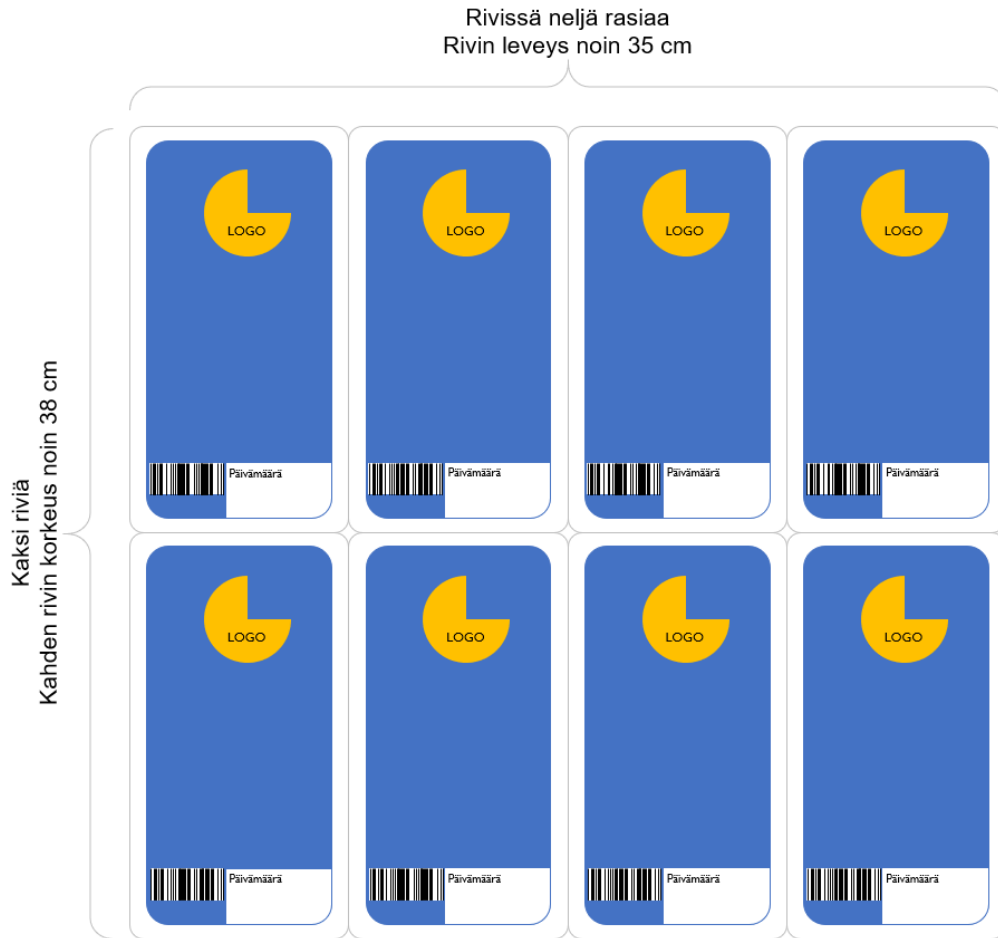 Rivissä neljä rasiaa
Rivin leveys noin 35 cm
Kaksi riviä
Kahden rivin korkeus noin 38 cm
LOGO
LOGO
LOGO
LOGO
Päivämäärä
Päivämäärä
Päivämäärä
Päivämäärä
LOGO
LOGO
LOGO
LOGO
Päivämäärä
Päivämäärä
Päivämäärä
Päivämäärä